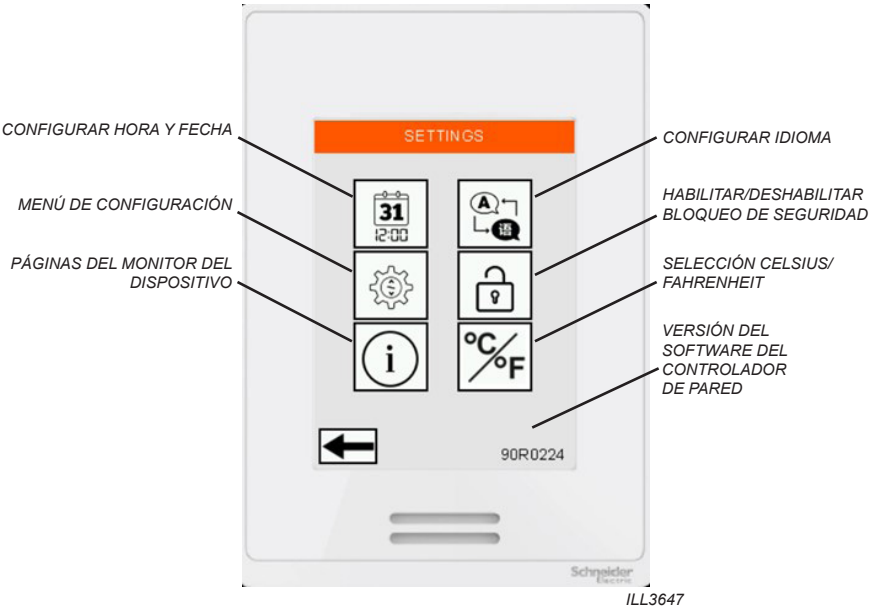 CONFIGURAR HORA Y FECHA
MENÚ DE CONFIGURACIÓN
PÁGINAS DEL MONITOR DEL
DISPOSITIVO
SETTINGS
31
12:00
A
i
°C/°F
90R0224
CONFIGURAR IDIOMA
HABILITAR/DESHABILITAR
BLOQUEO DE SEGURIDAD
SELECCIÓN CELSIUS/
FAHRENHEIT
VERSIÓN DEL
SOFTWARE DEL
CONTROLADOR
DE PARED
Schneider
Electric
ILL3647